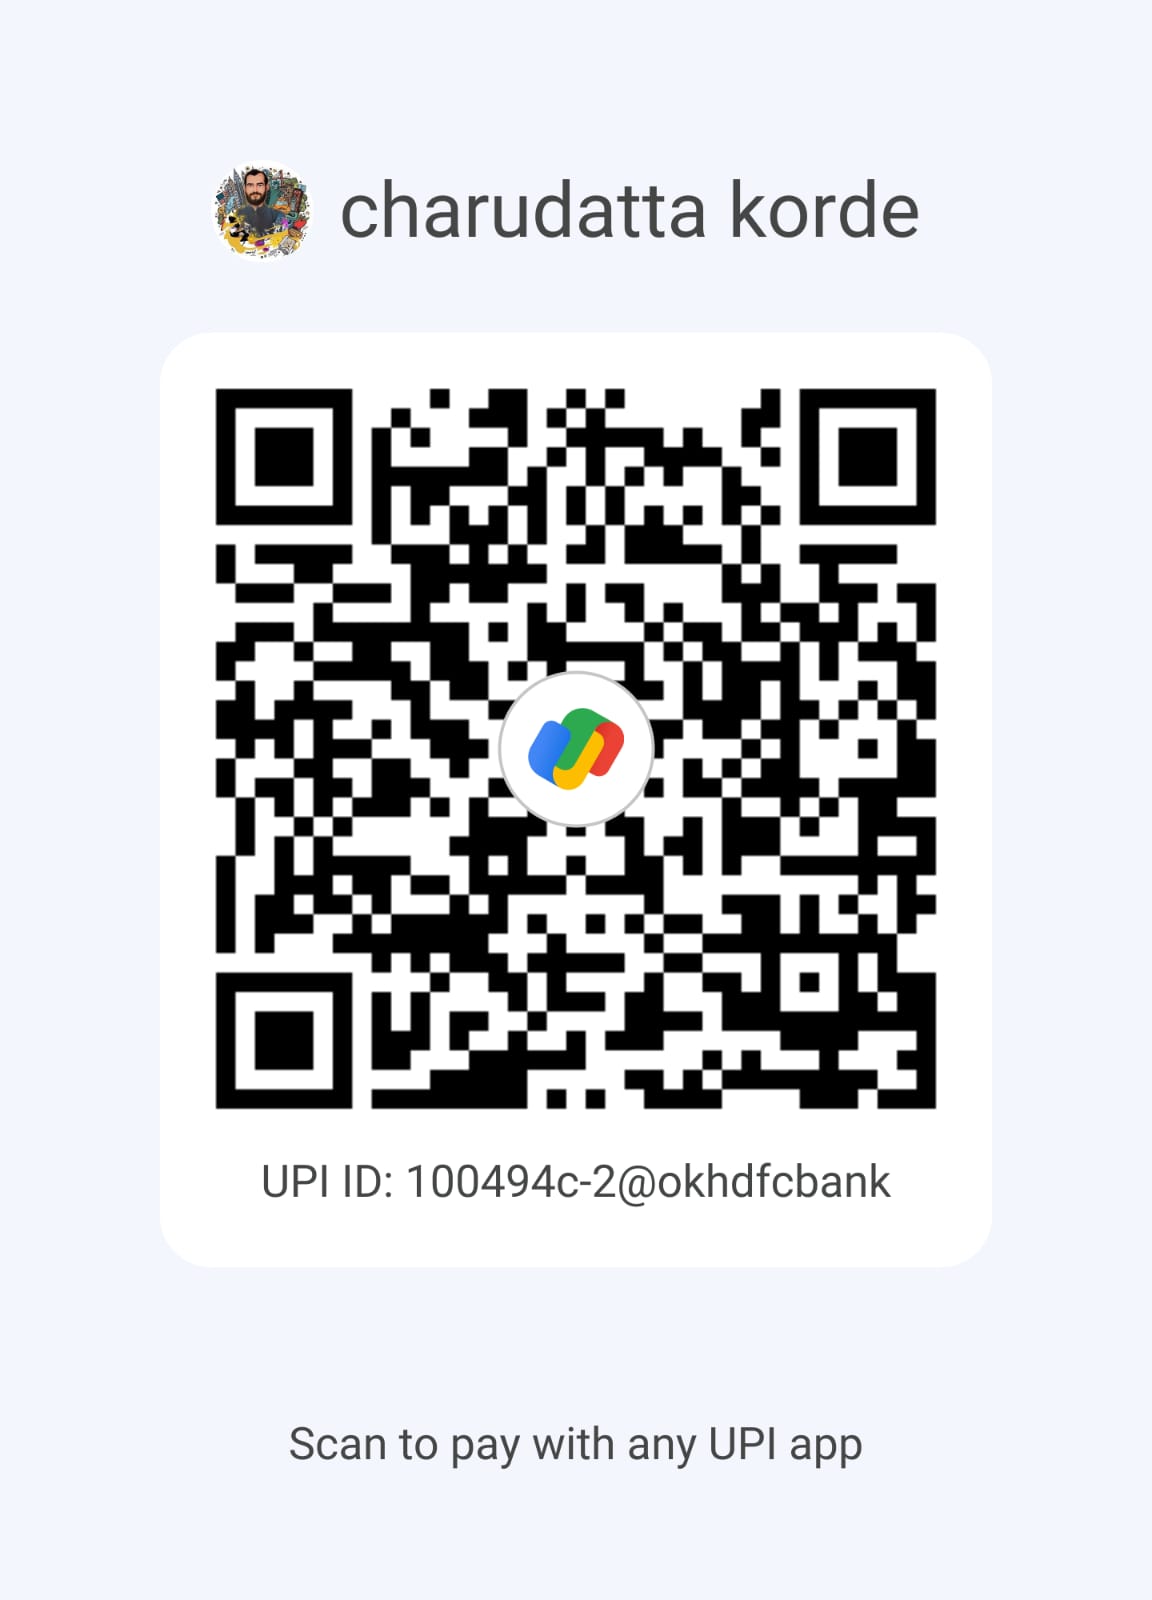 charudatta korde
UPI ID: 100494c-2@okhdfcbank
Scan to pay with any UPI app